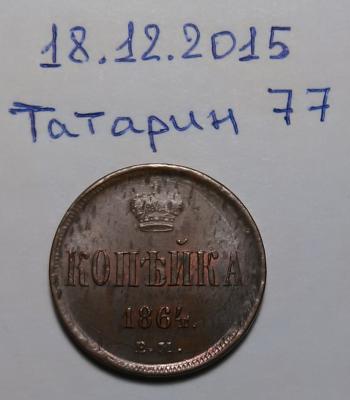 18.12.2015
Татарин 77
КОПѢЙКА
1864.
Е.М.